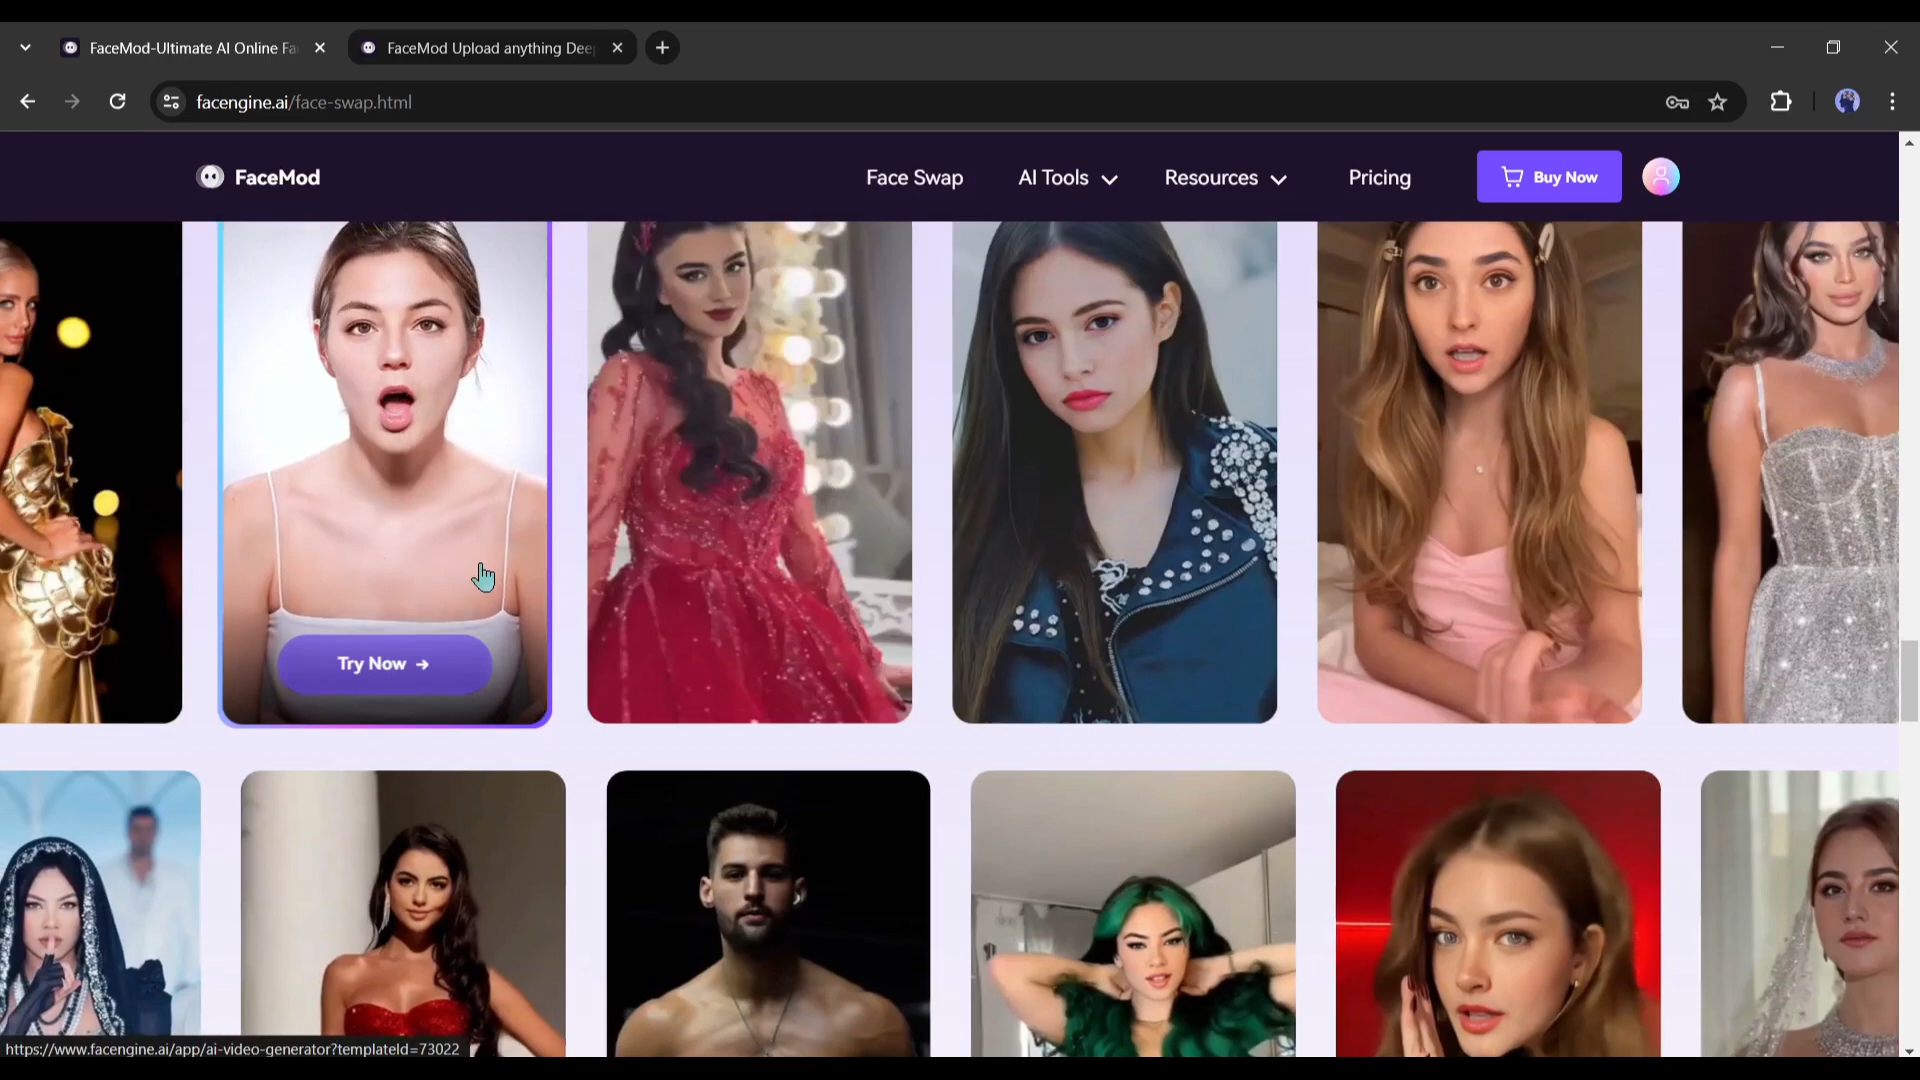 FaceMod-Ultimate AI Online Fa
FaceMod Upload anything Dee
facengine.ai/face-swap.html
FaceMod
Face Swap
AI Tools
Resources
Pricing
Buy Now
Try Now →
https://www.facengine.ai/app/ai-video-generator?templateId=73022